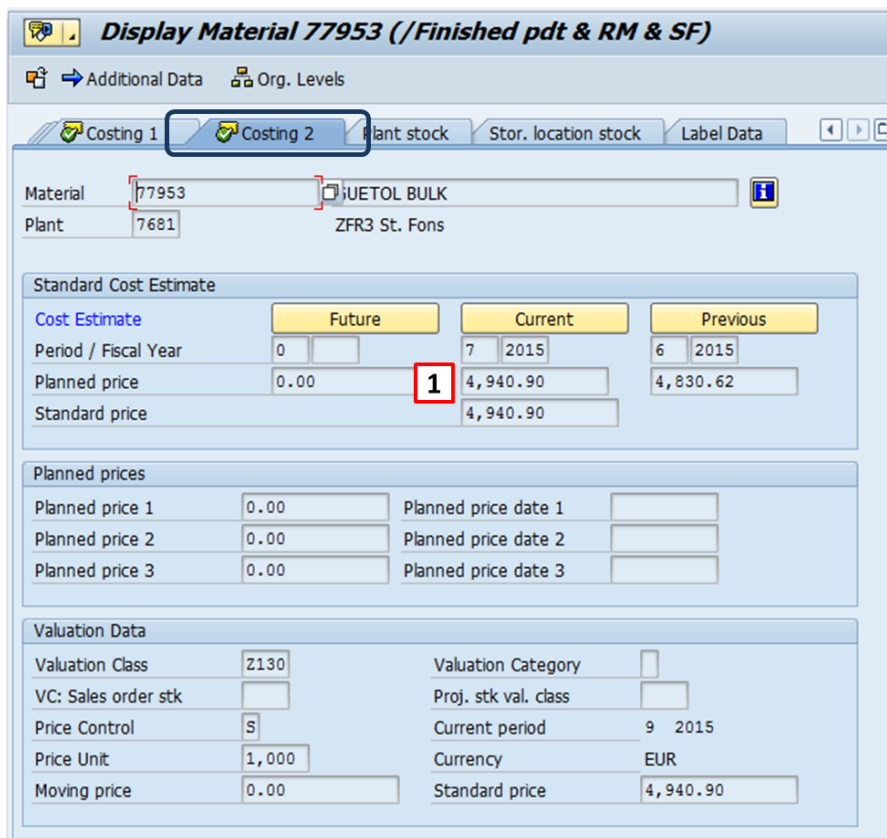 Display Material 77953 (/Finished pdt & RM & SF)
Additional Data Org. Levels
Costing 1 Costing 2 Plant stock Stor. location stock Label Data
Material 77953 GUETOL BULK
Plant 7681 ZFR3 St. Fons
Standard Cost Estimate
Cost Estimate Future Current Previous
Period / Fiscal Year 0 7 2015 6 2015
Planned price 0.00 1 4,940.90 4,830.62
Standard price 4,940.90
Planned prices
Planned price 1 0.00 Planned price date 1
Planned price 2 0.00 Planned price date 2
Planned price 3 0.00 Planned price date 3
Valuation Data
Valuation Class Z130 Valuation Category
VC: Sales order stk Proj. stk val. class
Price Control S Current period 9 2015
Price Unit 1,000 Currency EUR
Moving price 0.00 Standard price 4,940.90